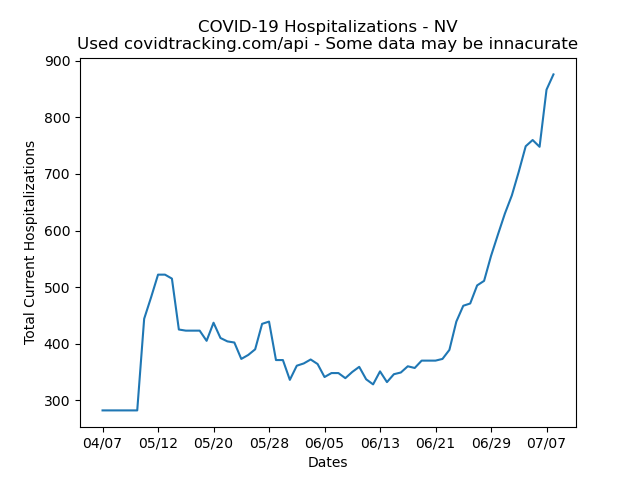 COVID-19 Hospitalizations - NV
Used covidtracking.com/api - Some data may be innacurate
900
800
700
600
500
400
300
Total Current Hospitalizations
04/07 05/12 05/20 05/28 06/05 06/13 06/21 06/29 07/07
Dates